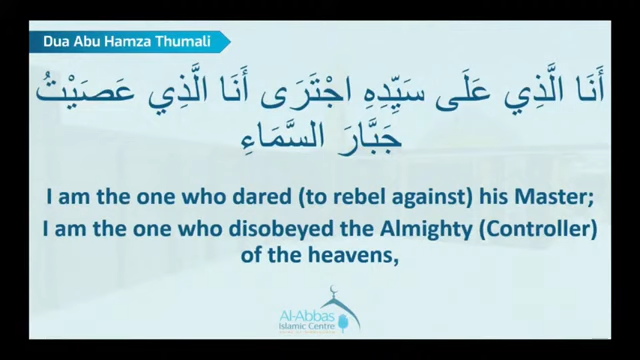 Dua Abu Hamza Thumali
أَنَا الَّذِي عَلَى سَيِّدِهِ اجْتَرَى أَنَا الَّذِي عَصَيْتُ
جَبَّارَ السَّمَاءِ
I am the one who dared (to rebel against) his Master;
I am the one who disobeyed the Almighty (Controller)
of the heavens,
Al-Abbas
Islamic Centre